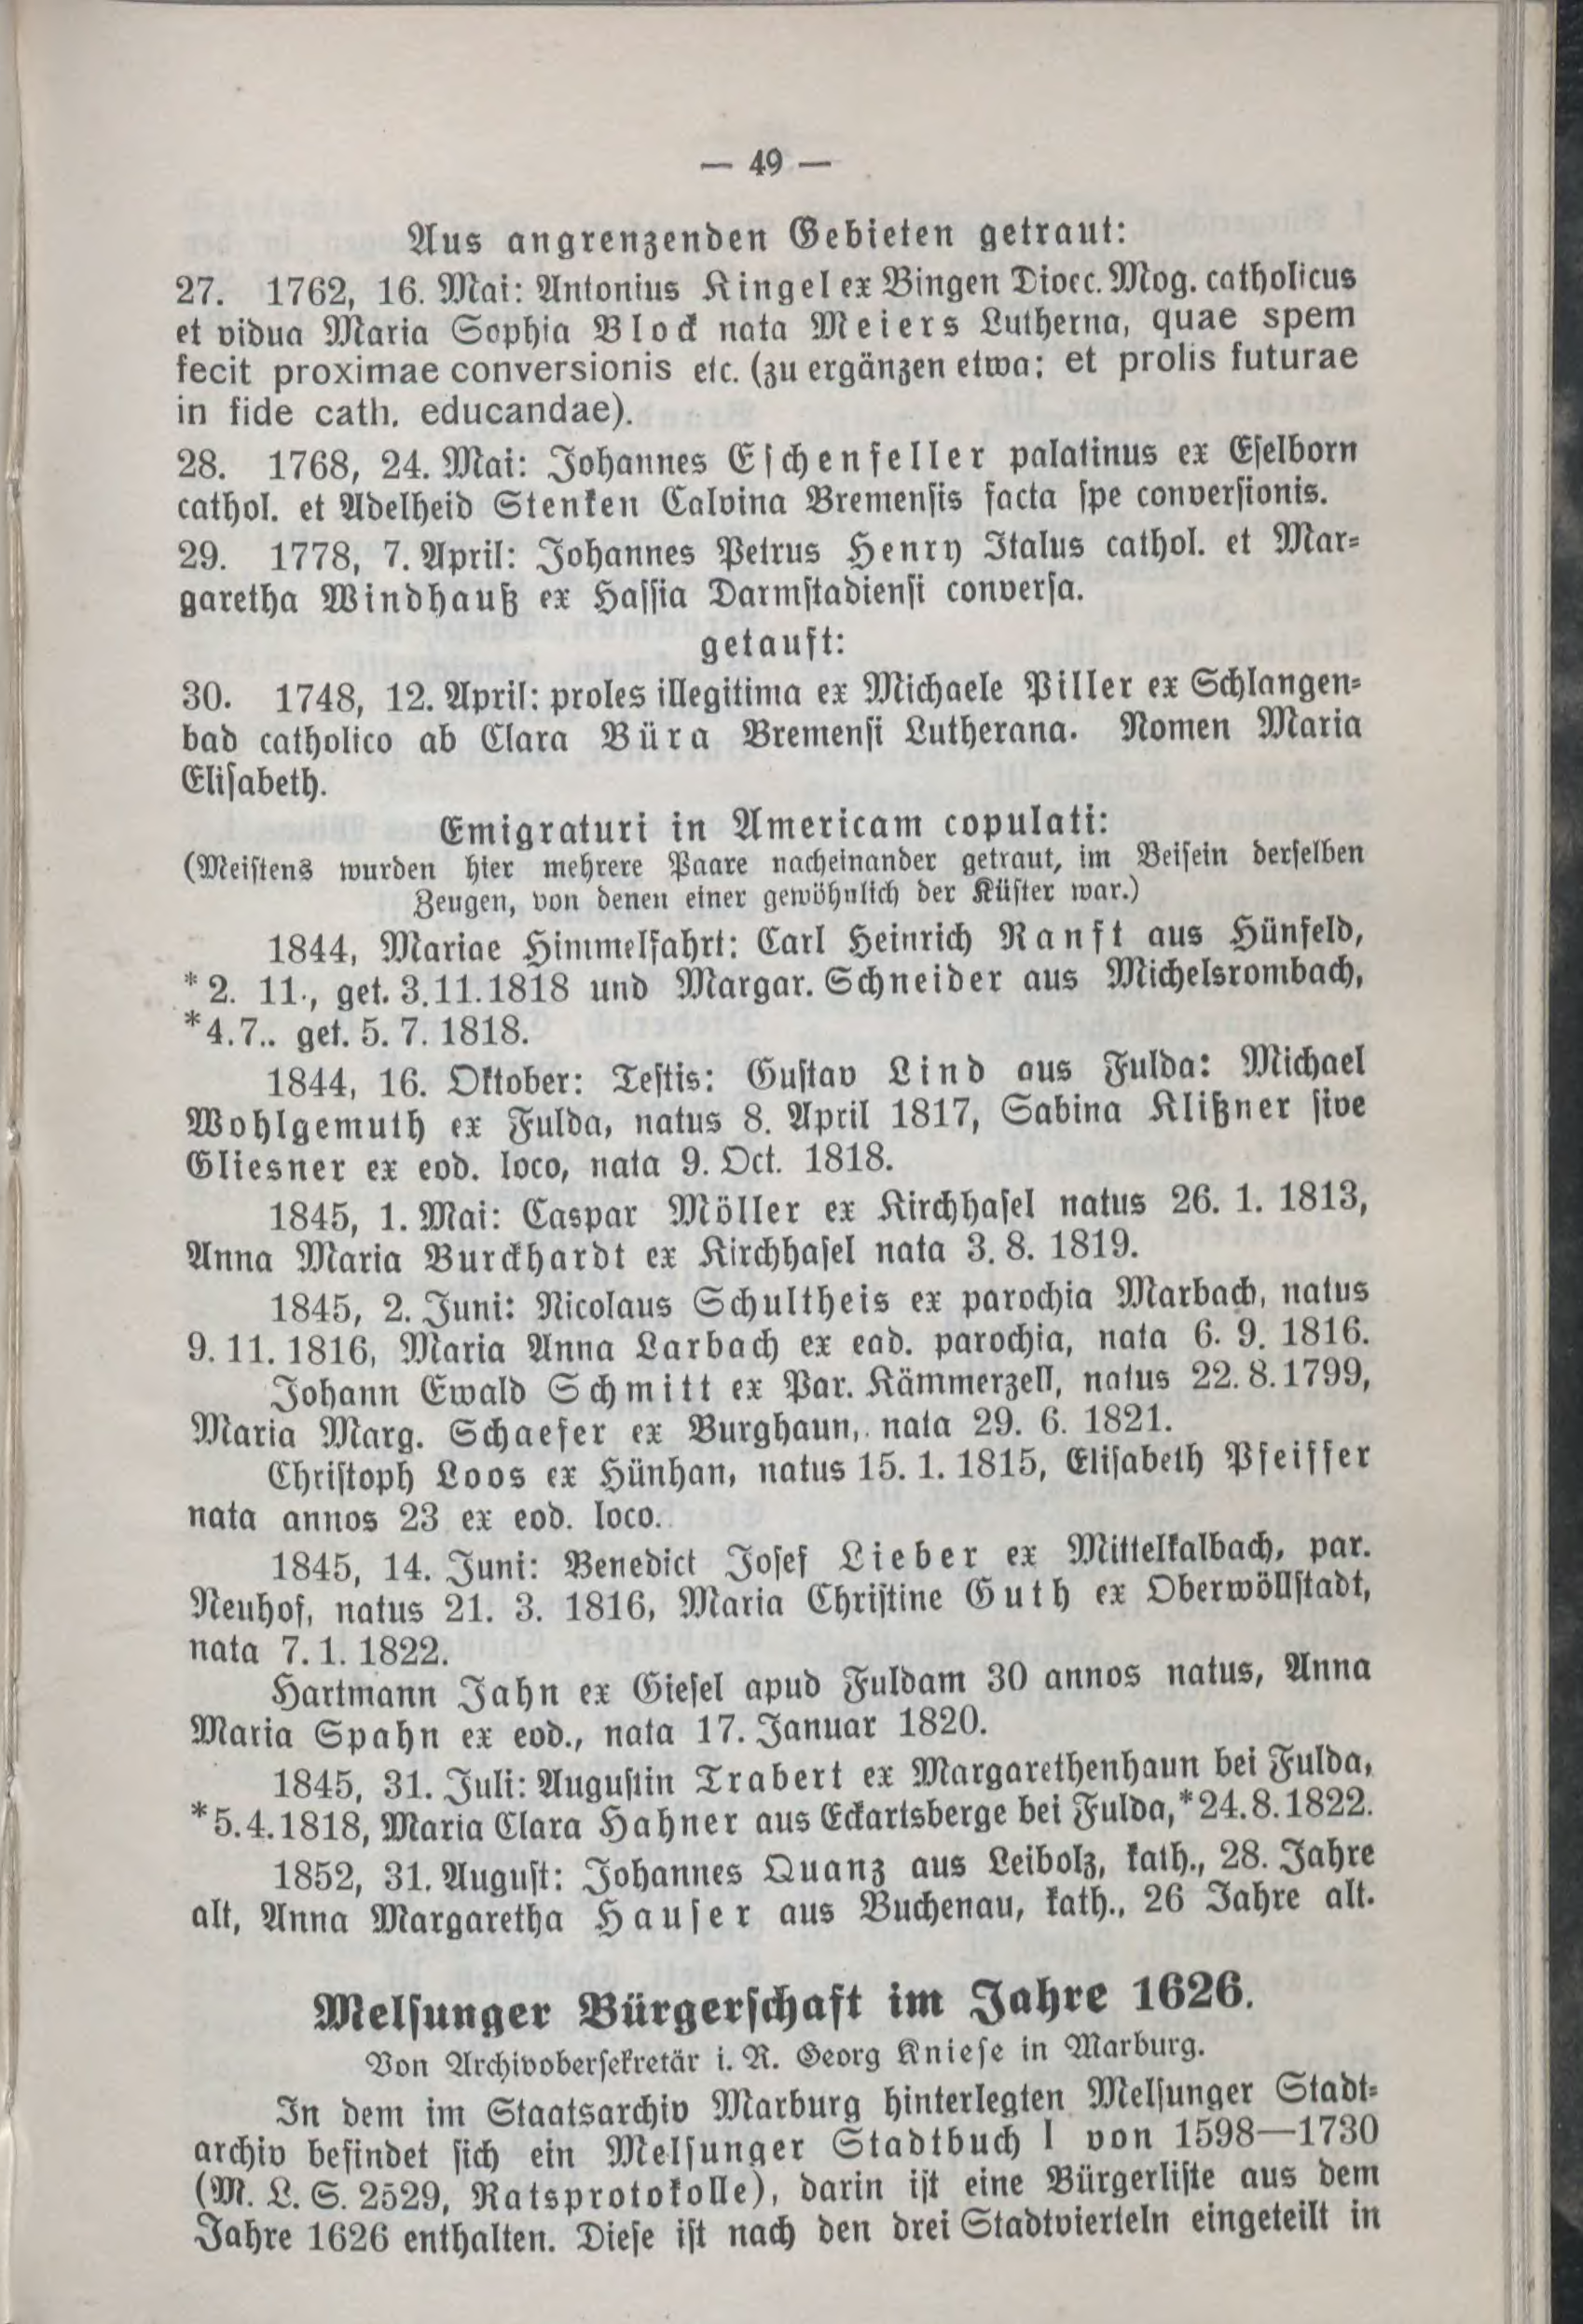 — 49 —
Aus angrenzenden Gebieten getraut:
27. 1762, 16. Mai: Antonius Kingel ex Bingen Dioec. Mog. catholicus
et vidua Maria Sophia Block nata Meiers Lutherna, quae spem
fecit proximae conversionis etc. (zu ergänzen etwa: et prolis futurae
in fide cath. educandae).
28. 1768, 24. Mai: Johannes Eschenfeller palatinus ex Eselborn
cathol. et Adelheid Stenken Calvina Bremensis facta spe conversionis.
29. 1778, 7. April: Johannes Petrus Henry Italus cathol. et Mar-
garetha Windhauß ex Hassia Darmstadiensi conversa.
getauft:
30. 1748, 12. April: proles illegitima ex Michaele Piller ex Schlangen-
bad catholico ab Clara Büra Bremensi Lutherana. Nomen Maria
Elisabeth.
Emigraturi in Americam copulati:
(Meistens wurden hier mehrere Paare nacheinander getraut, im Beisein derselben
Zeugen, von denen einer gewöhnlich der Küster war.)
1844, Mariae Himmelfahrt: Carl Heinrich Ranft aus Hünfeld,
*2. 11., get. 3.11.1818 und Margar. Schneider aus Michelsrombach,
*4.7.. get. 5. 7. 1818.
1844, 16. Oktober: Testis: Gustav Lind aus Fulda: Michael
Wohlgemuth ex Fulda, natus 8. April 1817, Sabina Klißner sive
Gliesner ex eod. loco, nata 9. Oct. 1818.
1845, 1. Mai: Caspar Möller ex Kirchhasel natus 26. 1. 1813,
Anna Maria Burckhardt ex Kirchhasel nata 3. 8. 1819.
1845, 2. Juni: Nicolaus Schultheis ex parochia Marbach, natus
9. 11. 1816, Maria Anna Larbach ex ead. parochia, nata 6. 9. 1816.
Johann Ewald Schmitt ex Par. Kämmerzell, natus 22. 8. 1799,
Maria Marg. Schaefer ex Burghaun, nata 29. 6. 1821.
Christoph Loos ex Hünhan, natus 15. 1. 1815, Elisabeth Pfeiffer
nata annos 23 ex eod. loco.
1845, 14. Juni: Benedict Josef Lieber ex Mittelkalbach, par.
Neuhof, natus 21. 3. 1816, Maria Christine Guth ex Oberwöllstadt,
nata 7. 1. 1822.
Hartmann Jahn ex Giesel apud Fuldam 30 annos natus, Anna
Maria Spahn ex eod., nata 17. Januar 1820.
1845, 31. Juli: Augustin Trabert ex Margarethenhaun bei Fulda,
*5.4.1818, Maria Clara Hahner aus Eckartsberge bei Fulda, *24.8.1822.
1852, 31. August: Johannes Quanz aus Leibolz, kath., 28. Jahre
alt, Anna Margaretha Hauser aus Buchenau, kath., 26 Jahre alt.
Melsunger Bürgerschaft im Jahre 1626.
Von Archivobersekretär i. R. Georg Kniese in Marburg.
In dem im Staatsarchiv Marburg hinterlegten Melsunger Stadt-
archiv befindet sich ein Melsunger Stadtbuch I von 1598—1730
(M. L. S. 2529, Ratsprotokolle), darin ist eine Bürgerliste aus dem
Jahre 1626 enthalten. Diese ist nach den drei Stadtvierteln eingeteilt in